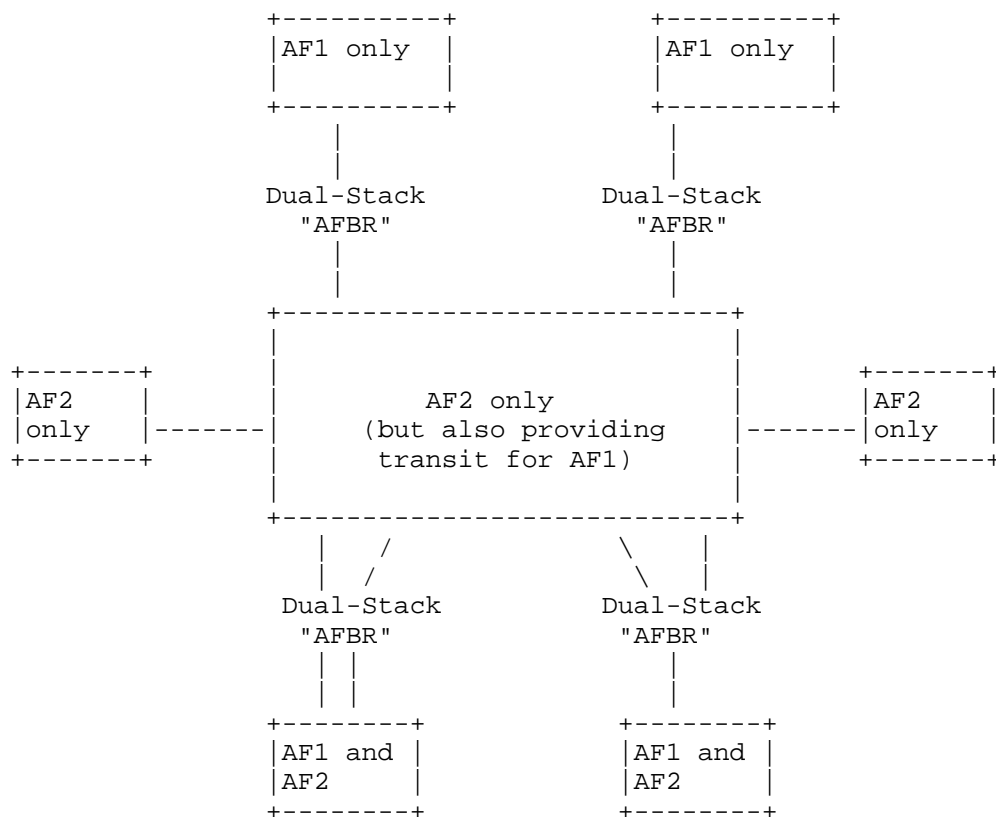 AF1 only
AF1 only
Dual-Stack
"AFBR"
Dual-Stack
"AFBR"
AF2
only
AF2 only
(but also providing
transit for AF1)
AF2
only
Dual-Stack
"AFBR"
Dual-Stack
"AFBR"
AF1 and
AF2
AF1 and
AF2